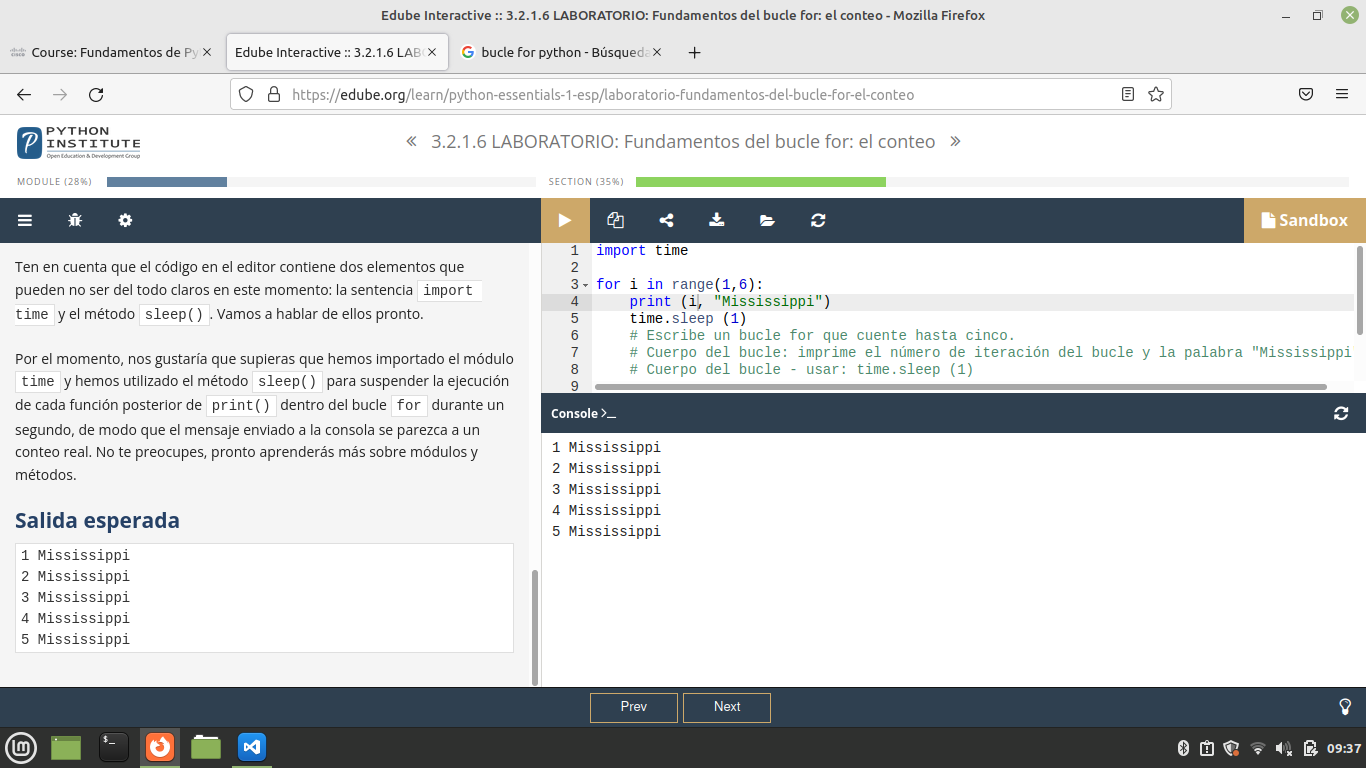 Edube Interactive :: 3.2.1.6 LABORATORIO: Fundamentos del bucle for: el conteo - Mozilla Firefox
Course: Fundamentos de Py
Edube Interactive :: 3.2.1.6 LAB
bucle for python - Búsqueda
https://edube.org/learn/python-essentials-1-esp/laboratorio-fundamentos-del-bucle-for-el-conteo
PYTHON
INSTITUTE
Open Education & Development Group
« 3.2.1.6 LABORATORIO: Fundamentos del bucle for: el conteo »
MODULE (28%)
SECTION (35%)
Sandbox
Ten en cuenta que el código en el editor contiene dos elementos que
pueden no ser del todo claros en este momento: la sentencia import
time y el método sleep(). Vamos a hablar de ellos pronto.
Por el momento, nos gustaría que supieras que hemos importado el módulo
time y hemos utilizado el método sleep() para suspender la ejecución
de cada función posterior de print() dentro del bucle for durante un
segundo, de modo que el mensaje enviado a la consola se parezca a un
conteo real. No te preocupes, pronto aprenderás más sobre módulos y
métodos.
Salida esperada
1 Mississippi
2 Mississippi
3 Mississippi
4 Mississippi
5 Mississippi
1 import time
2
3 for i in range(1,6):
4     print (i, "Mississippi")
5     time.sleep (1)
6     # Escribe un bucle for que cuente hasta cinco.
7     # Cuerpo del bucle: imprime el número de iteración del bucle y la palabra "Mississippi
8     # Cuerpo del bucle - usar: time.sleep (1)
9
Console >_
1 Mississippi
2 Mississippi
3 Mississippi
4 Mississippi
5 Mississippi
Prev
Next
09:37